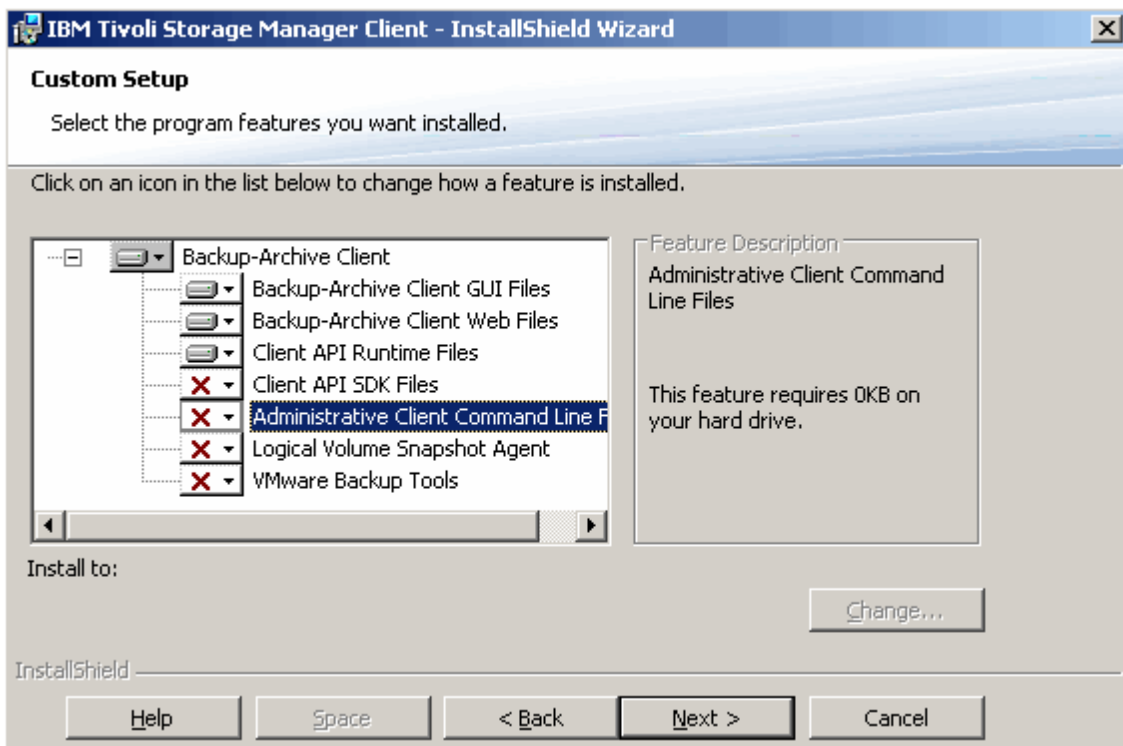 IBM Tivoli Storage Manager Client - InstallShield Wizard
Custom Setup
Select the program features you want installed.
Click on an icon in the list below to change how a feature is installed.
Backup-Archive Client
Backup-Archive Client GUI Files
Backup-Archive Client Web Files
Client API Runtime Files
Client API SDK Files
Administrative Client Command Line F
Logical Volume Snapshot Agent
VMware Backup Tools
Feature Description
Administrative Client Command
Line Files
This feature requires 0KB on
your hard drive.
Install to:
Change...
InstallShield
Help
Space
< Back
Next >
Cancel